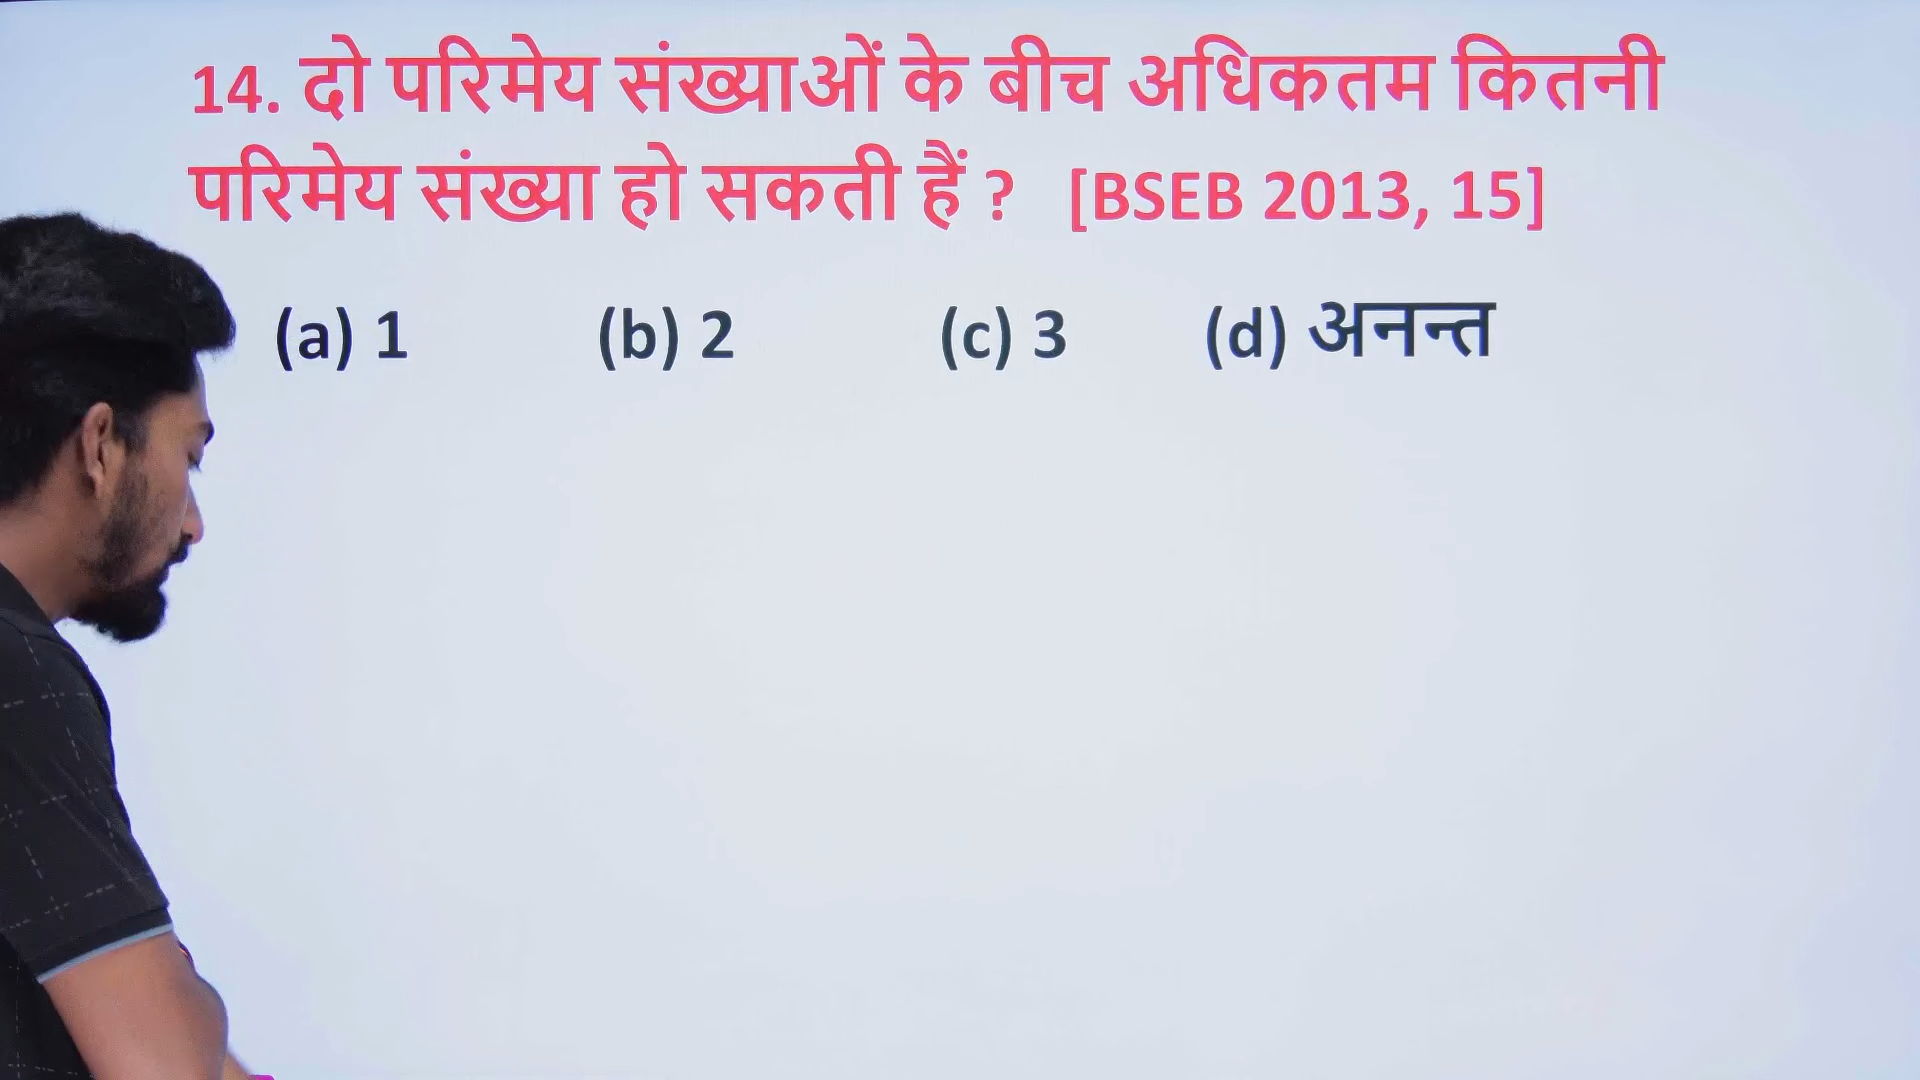 14. दो परिमेय संख्याओं के बीच अधिकतम कितनी
परिमेय संख्या हो सकती हैं ? [BSEB 2013, 15]
(a) 1 (b) 2 (c) 3 (d) अनन्त